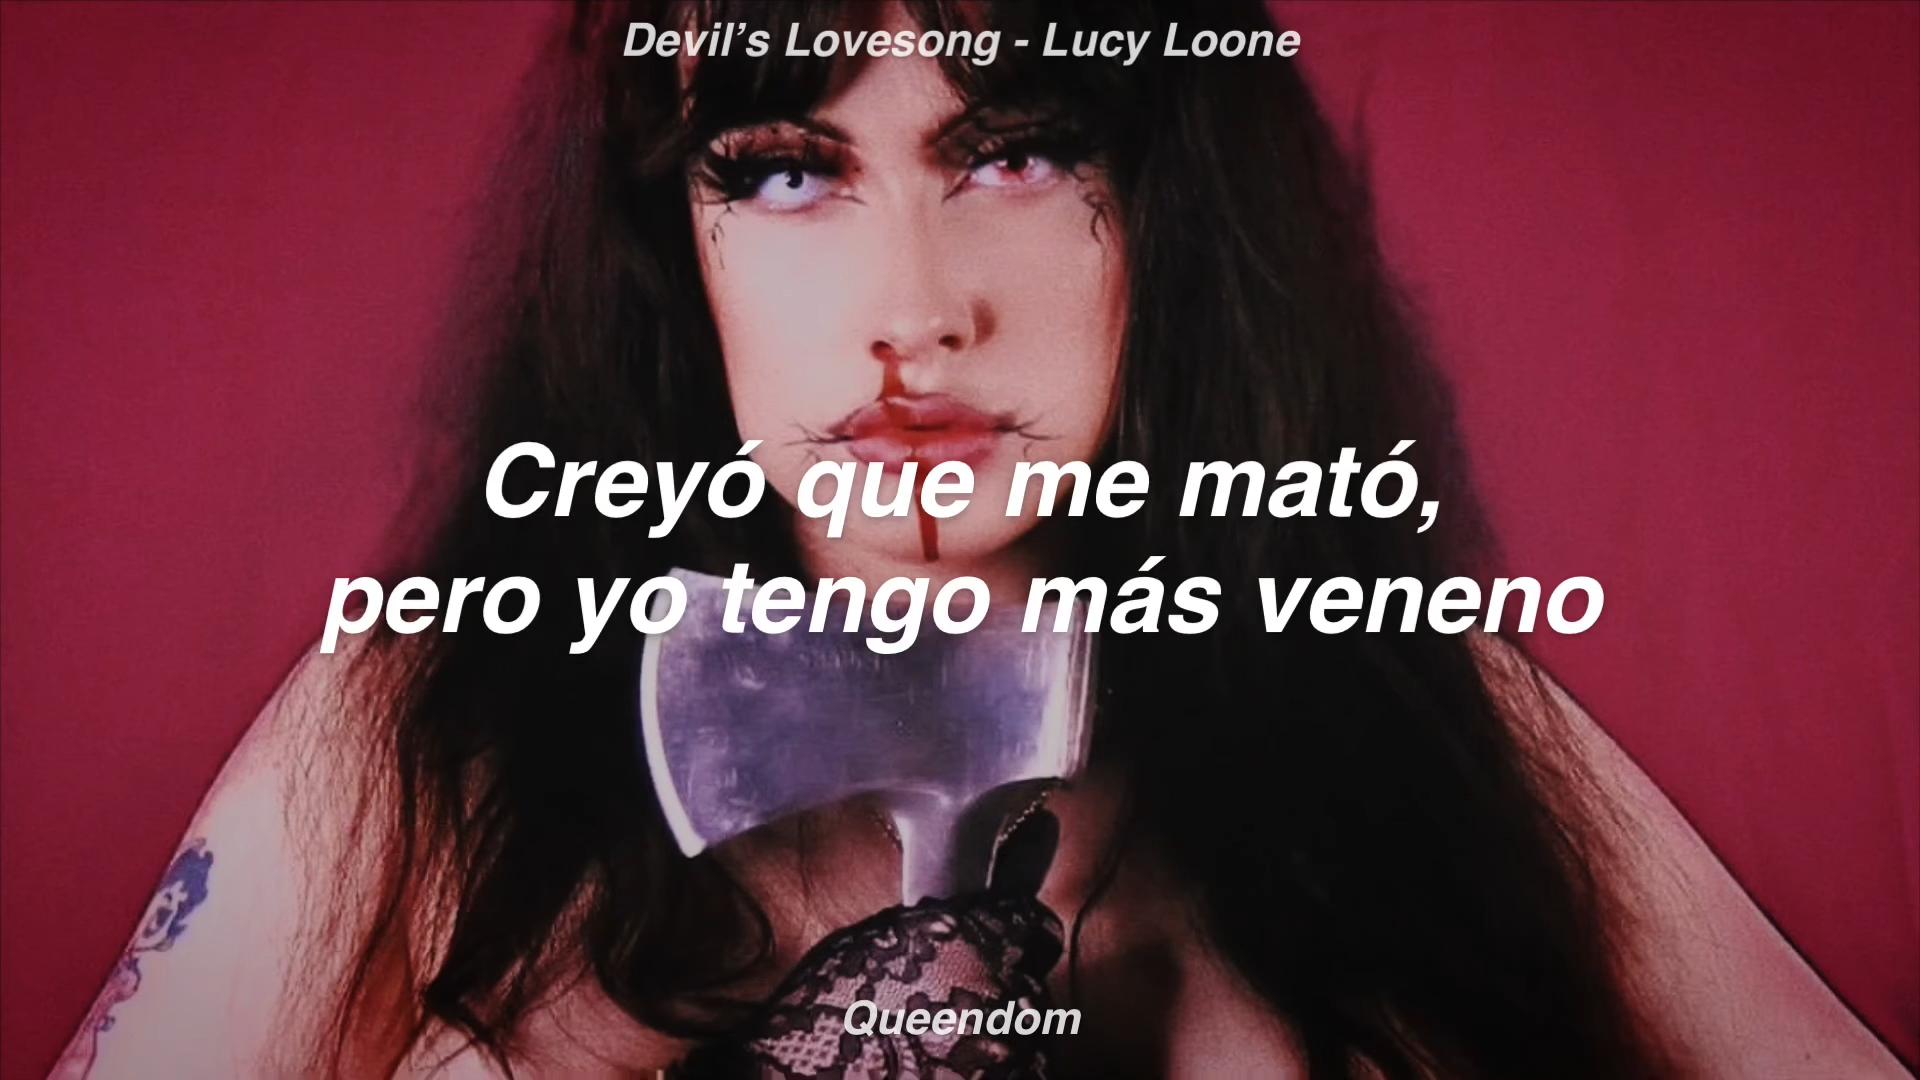 Devil’s Lovesong - Lucy Loone
Creyó que me mató,
pero yo tengo más veneno
Queendom